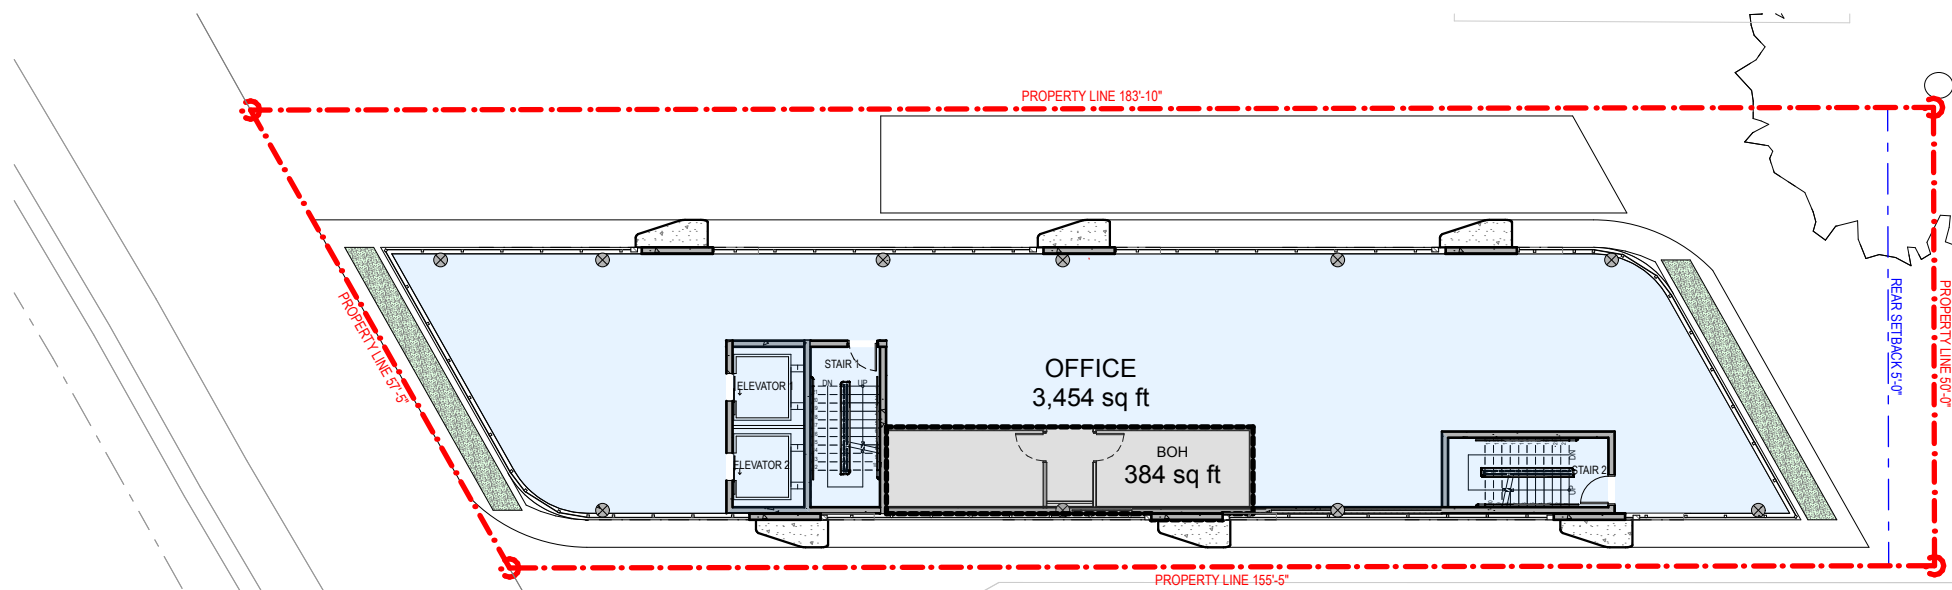 PROPERTY LINE 183'-10"
PROPERTY LINE 57'-5"
REAR SETBACK 5'-0"
PROPERTY LINE 50'-0"
STAIR 1
DN
UP
ELEVATOR 1
OFFICE
3,454 sq ft
ELEVATOR 2
BOH
384 sq ft
DN
STAIR 2
UP
PROPERTY LINE 155'-5"